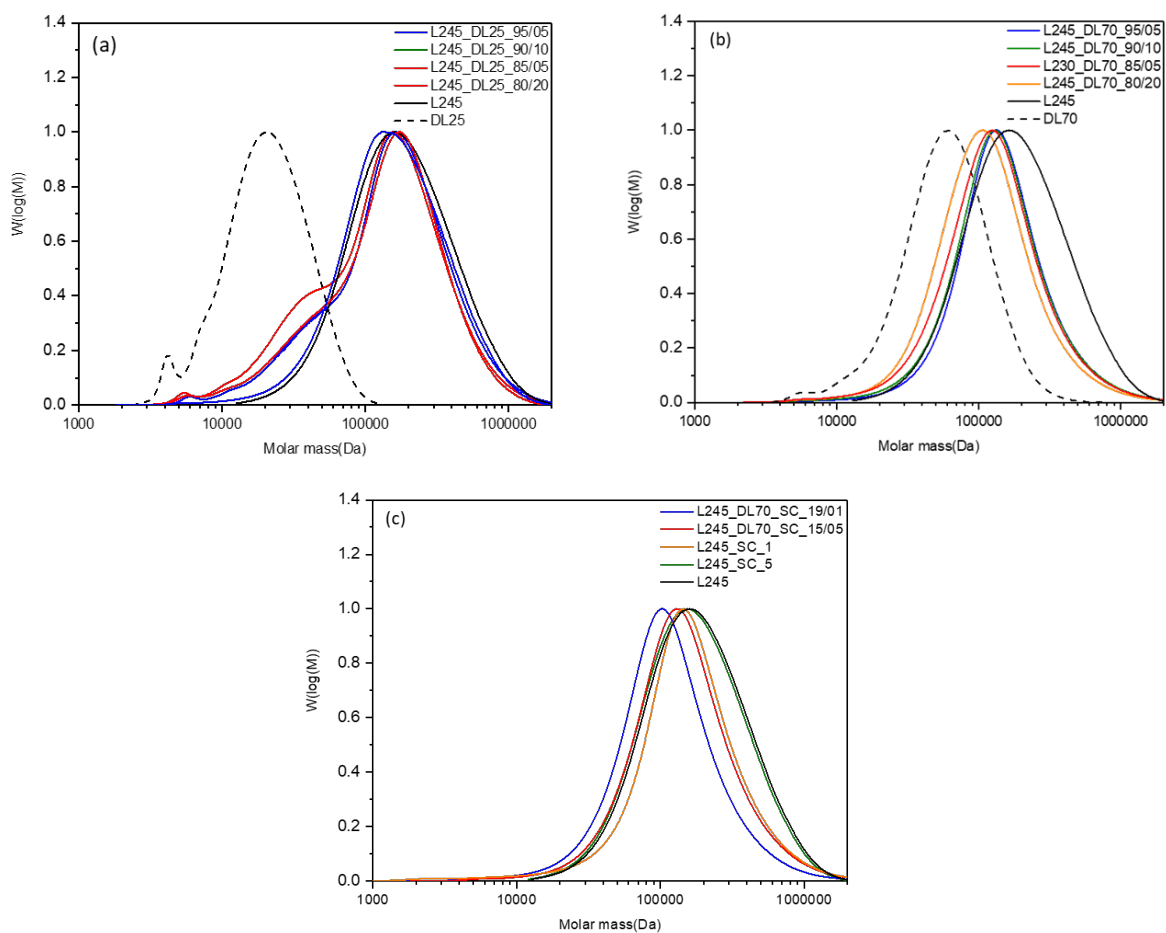 (a)
L245_DL25_95/05
L245_DL25_90/10
L245_DL25_85/05
L245_DL25_80/20
L245
DL25
W(log(M))
1.4
1.2
1.0
0.8
0.6
0.4
0.2
0.0
1000
10000
100000
1000000
Molar mass(Da)
(b)
L245_DL70_95/05
L245_DL70_90/10
L230_DL70_85/05
L245_DL70_80/20
L245
DL70
W(log(M))
1.4
1.2
1.0
0.8
0.6
0.4
0.2
0.0
1000
10000
100000
1000000
Molar mass(Da)
(c)
L245_DL70_SC_19/01
L245_DL70_SC_15/05
L245_SC_1
L245_SC_5
L245
W(log(M))
1.4
1.2
1.0
0.8
0.6
0.4
0.2
0.0
1000
10000
100000
1000000
Molar mass(Da)